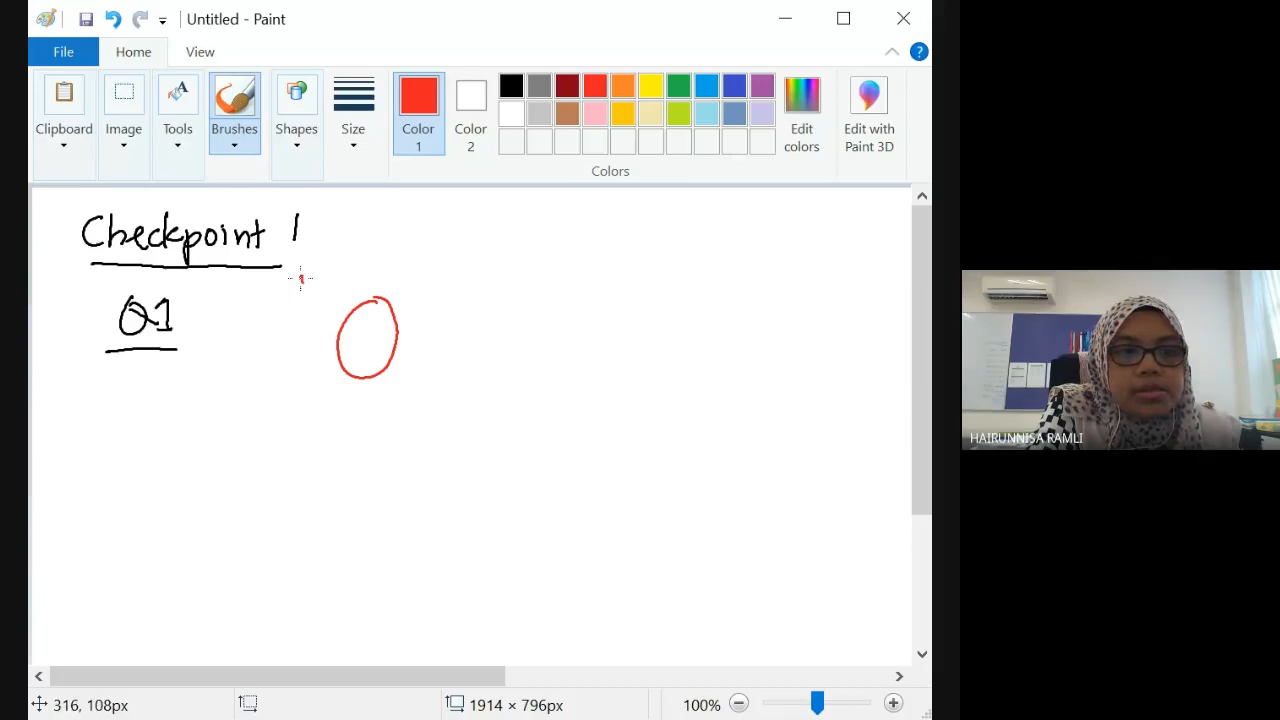 Untitled - Paint
File Home View
Clipboard Image Tools Brushes Shapes Size Color 1 Color 2 Edit colors Edit with Paint 3D
Colors
Checkpoint 1
Q1
HAIRUNNISA RAMLI
316, 108px 1914 × 796px 100%